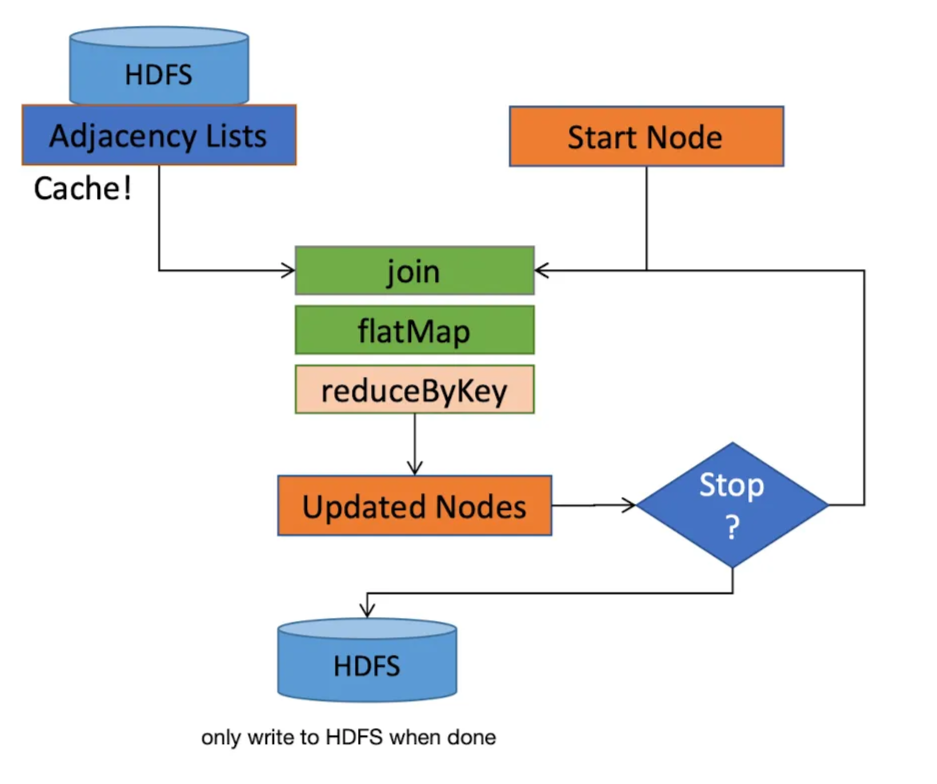 HDFS
Adjacency Lists
Start Node
Cache!
join
flatMap
reduceByKey
Updated Nodes
Stop
?
HDFS
only write to HDFS when done